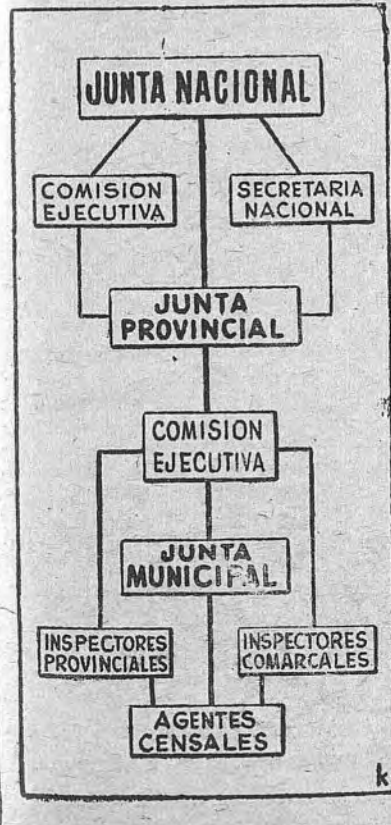 JUNTA NACIONAL
COMISION
EJECUTIVA
SECRETARIA
NACIONAL
JUNTA
PROVINCIAL
COMISION
EJECUTIVA
JUNTA
MUNICIPAL
INSPECTORES
PROVINCIALES
INSPECTORES
COMARCALES
AGENTES
CENSALES
k